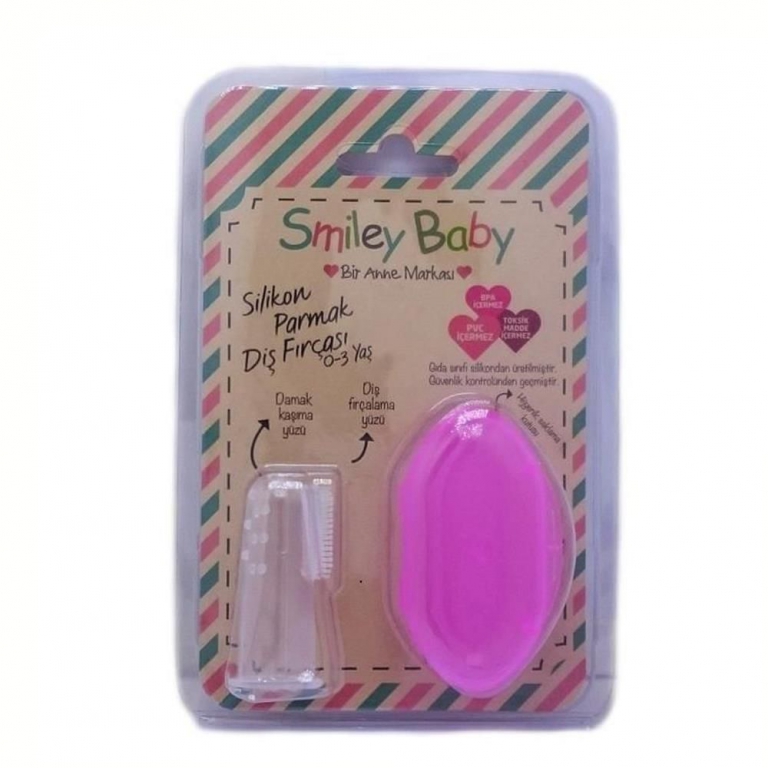 Smiley Baby
Bir Anne Markası
Silikon
Parmak
Diş Fırçası
0-3 Yaş
BPA
İÇERMEZ
PVC
İÇERMEZ
TOKSİK
MADDE
İÇERMEZ
Gıda sınıfı silikondan üretilmiştir.
Güvenlik kontrolünden geçmiştir.
Damak
kaşıma
yüzü
Diş
fırçalama
yüzü
Hijyenik saklama
kutusu